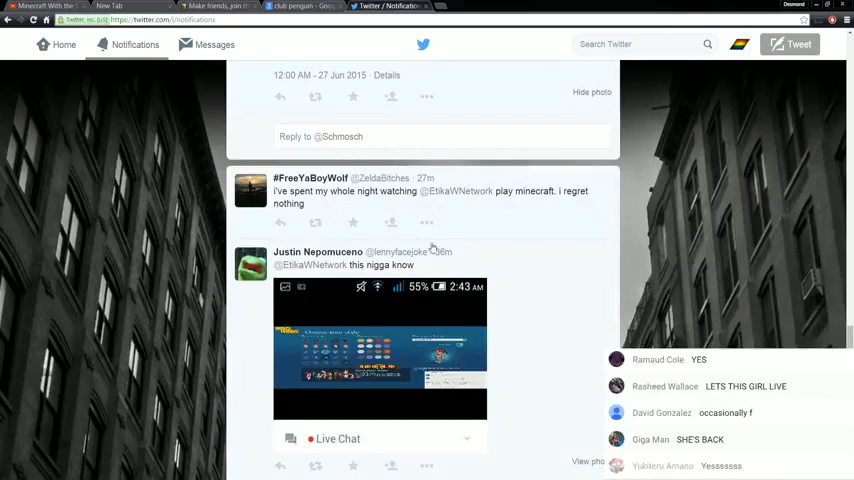 Desmond
Minecraft With the
New Tab
Make friends, join th
club penguin - Goo
Twitter / Notification
Twitter, Inc. [US]
https://twitter.com/i/notifications
Home
Notifications
Messages
Search Twitter
Tweet
12:00 AM - 27 Jun 2015 · Details
Hide photo
Reply to @Schmosch
#FreeYaBoyWolf @ZeldaBitches · 27m
i've spent my whole night watching @EtikaWNetwork play minecraft. i regret
nothing
Justin Nepomuceno @lennyfacejoke · 36m
@EtikaWNetwork this nigga know
55% 2:43 AM
Live Chat
View pho
Ramaud Cole YES
Rasheed Wallace LETS THIS GIRL LIVE
David Gonzalez occasionally f
Giga Man SHE'S BACK
Yukiteru Amano Yesssssss